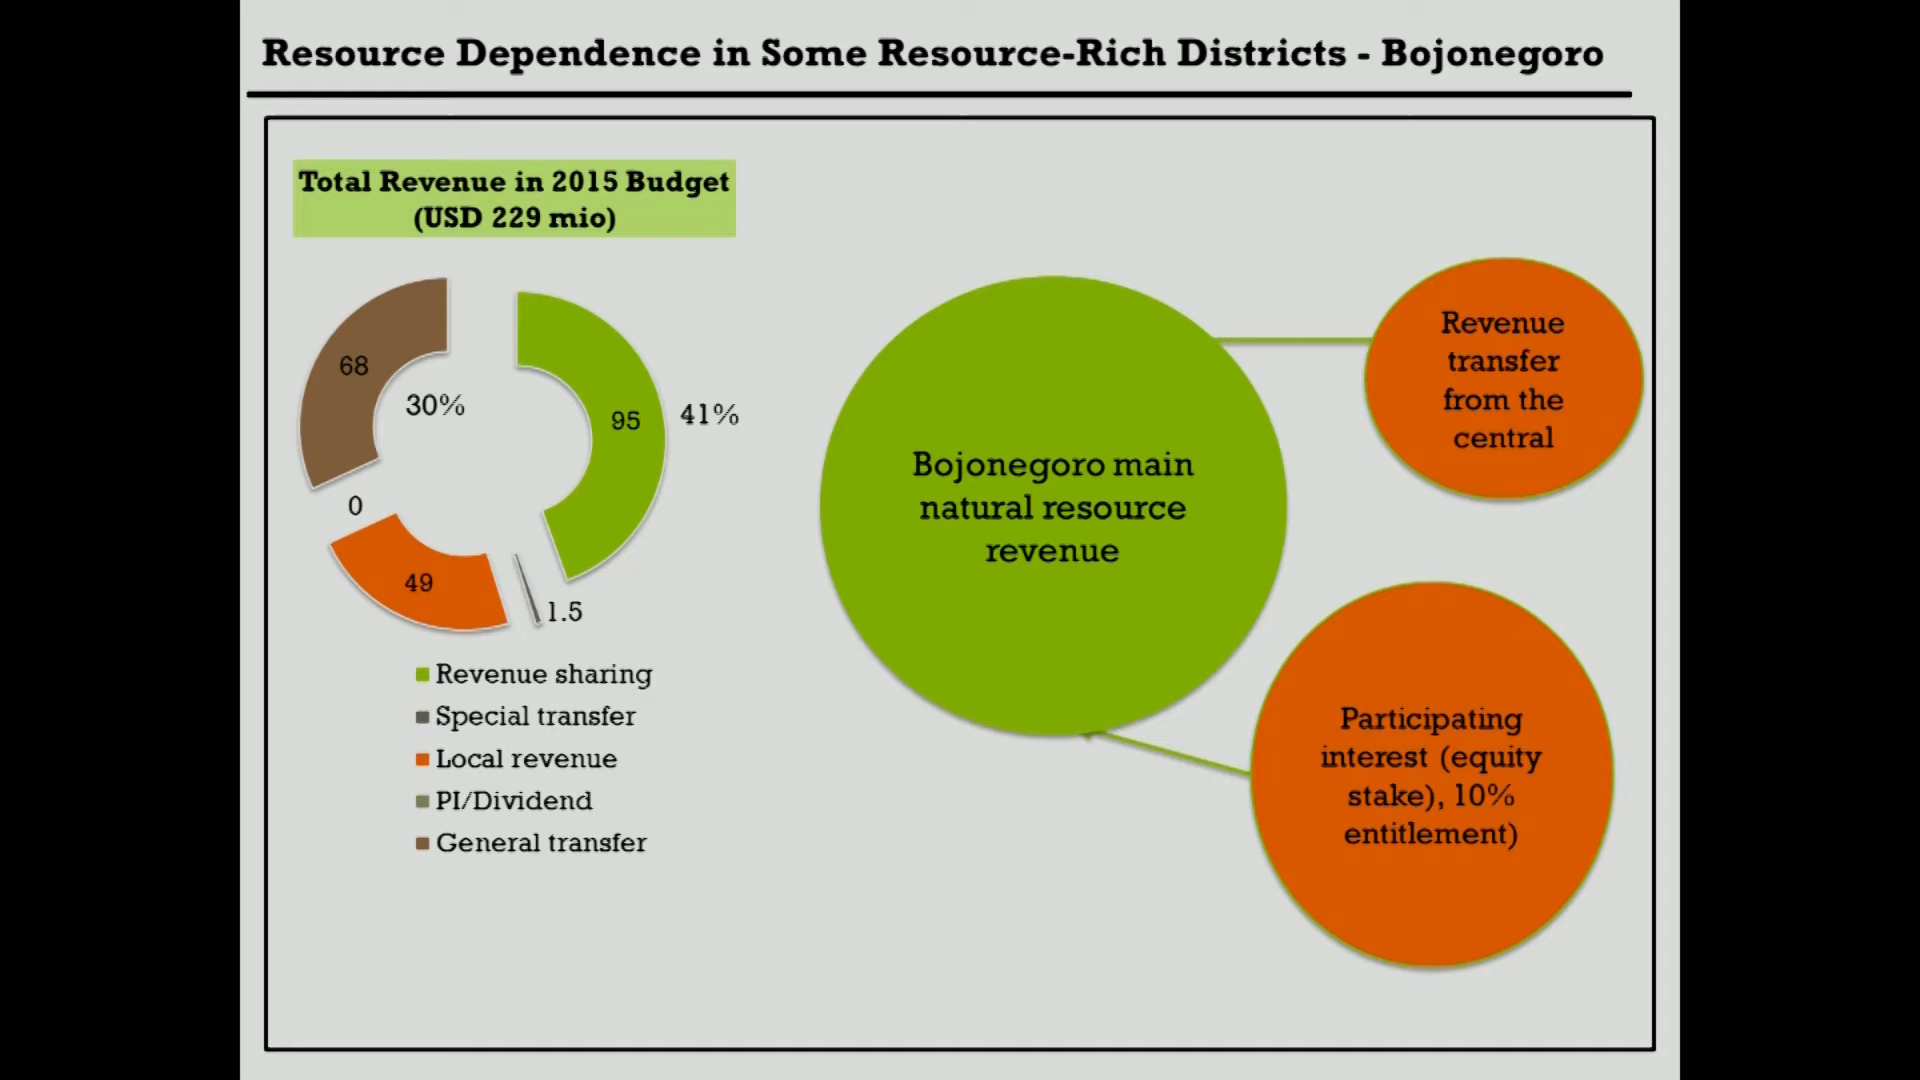 Resource Dependence in Some Resource-Rich Districts - Bojonegoro
Total Revenue in 2015 Budget
(USD 229 mio)
68
30%
95
41%
0
49
1.5
Revenue sharing
Special transfer
Local revenue
PI/Dividend
General transfer
Bojonegoro main
natural resource
revenue
Revenue
transfer
from the
central
Participating
interest (equity
stake), 10%
entitlement)